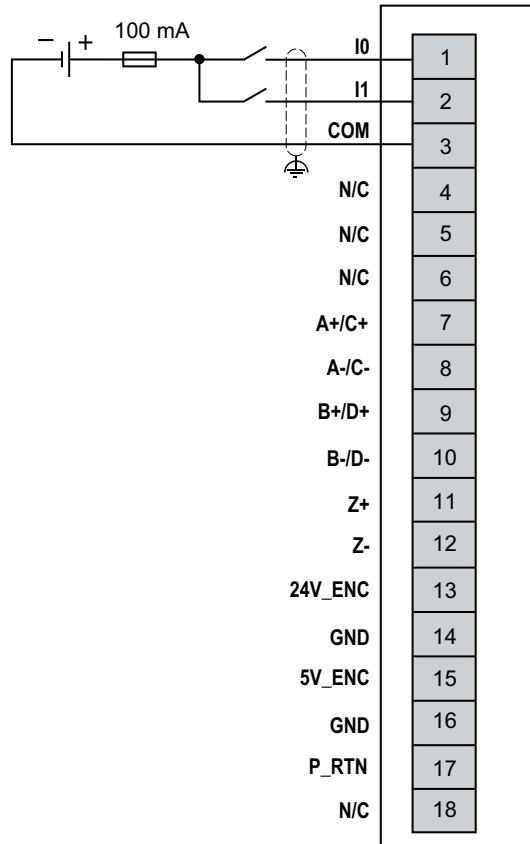 − + 100 mA
I0 1
I1 2
COM 3
N/C 4
N/C 5
N/C 6
A+/C+ 7
A-/C- 8
B+/D+ 9
B-/D- 10
Z+ 11
Z- 12
24V_ENC 13
GND 14
5V_ENC 15
GND 16
P_RTN 17
N/C 18